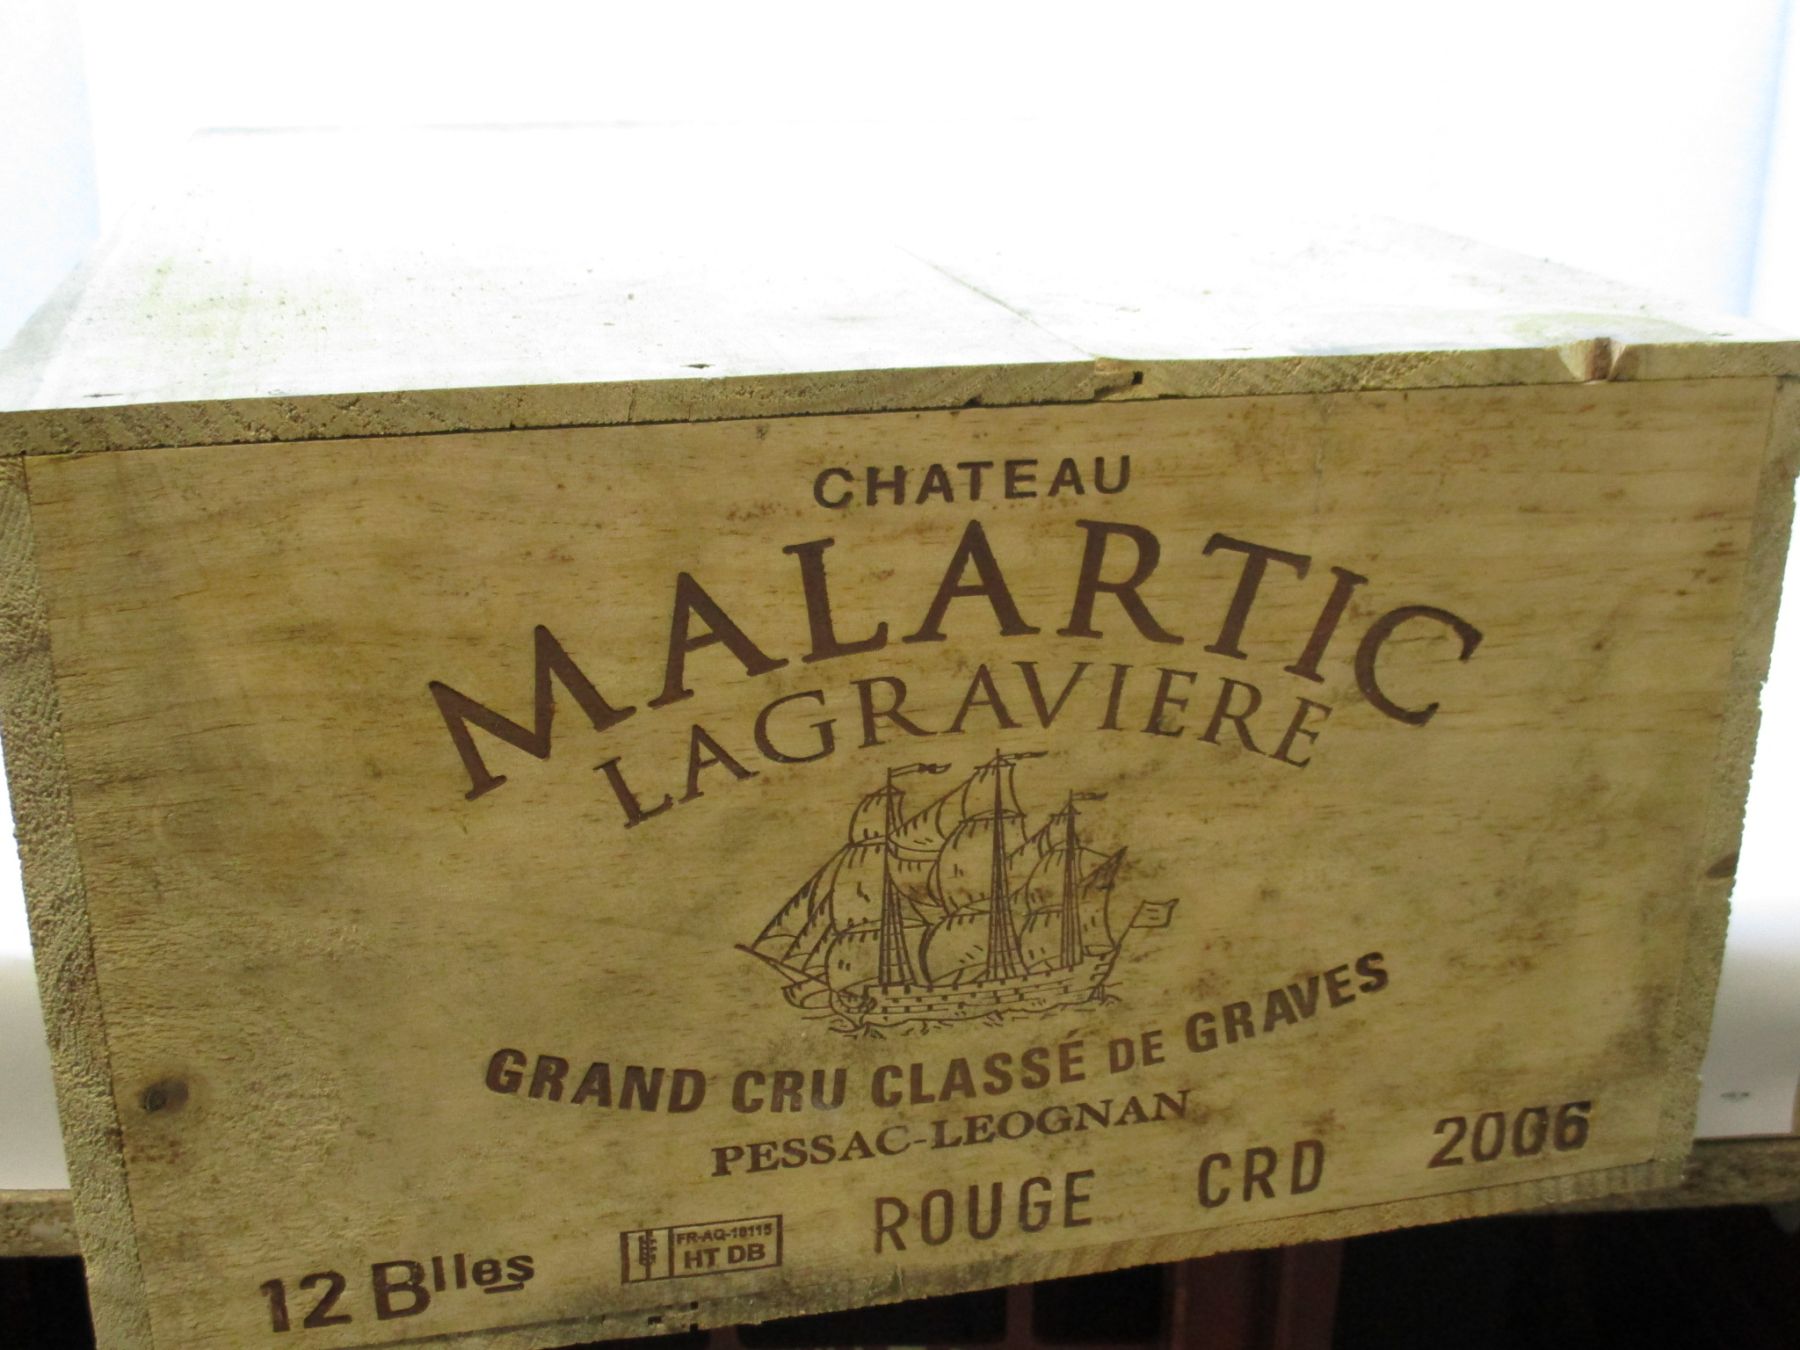 CHATEAU
MALARTIC
LAGRAVIERE
GRAND CRU CLASSÉ DE GRAVES
PESSAC-LEOGNAN
ROUGE CRD 2006
12 Blles
FR-AQ-18115
HT DB